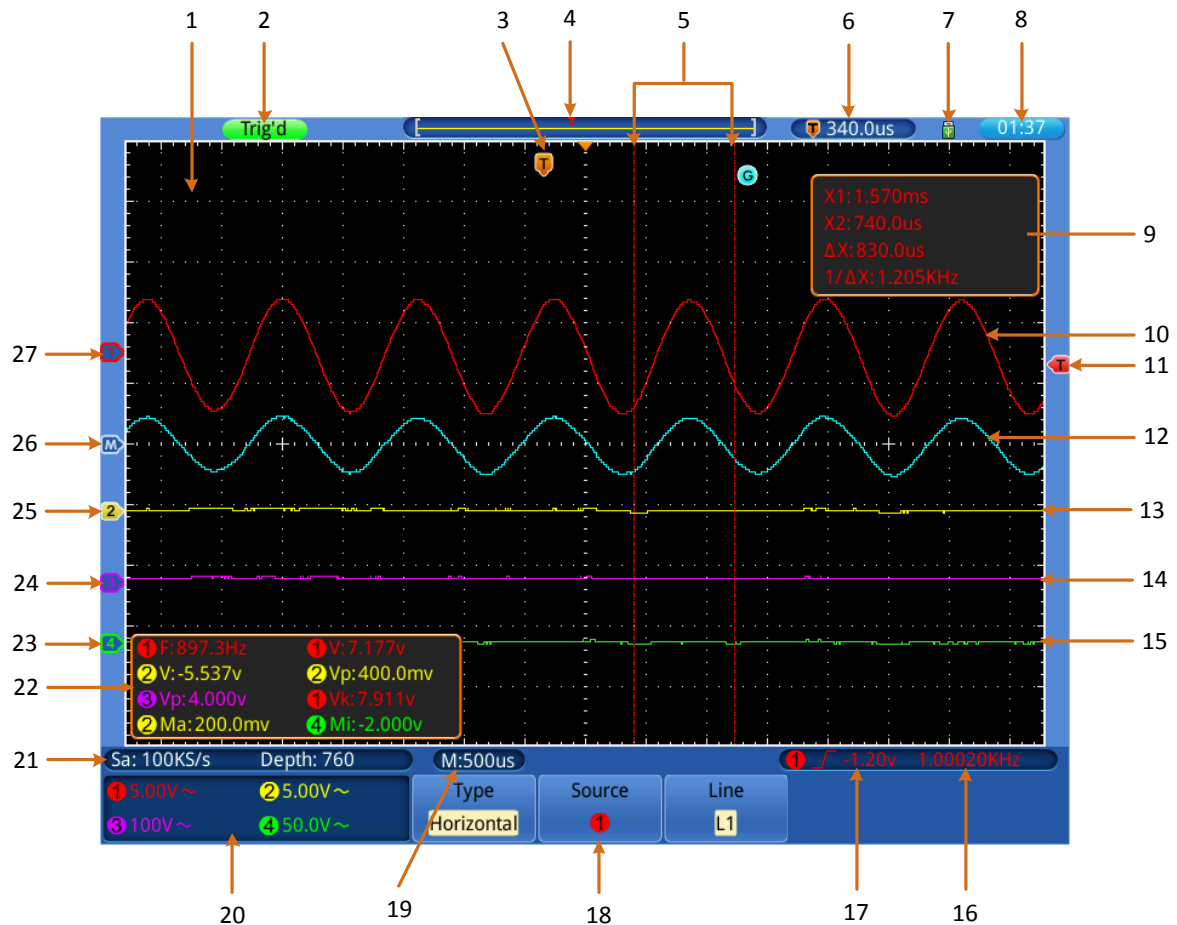 1 2 3 4 5 6 7 8
Trig'd
T 340.0us
01:37
T
G
X1:1.570ms
X2:740.0us
ΔX:830.0us
1/ΔX:1.205KHz
9
10
27
1
T
11
26
M
12
25
2
13
24
3
14
23
4
15
1 F:897.3Hz 1 V:7.177v
2 V:-5.537v 2 Vp:400.0mv
3 Vp:4.000v 1 Vk:7.911v
2 Ma:200.0mv 4 Mi:-2.000v
22
21
Sa: 100KS/s Depth: 760
M:500us
1 -1.20v 1.00020KHz
1 5.00V~ 2 5.00V~
3 100V~ 4 50.0V~
Type
Horizontal
Source
1
Line
L1
20 19 18 17 16